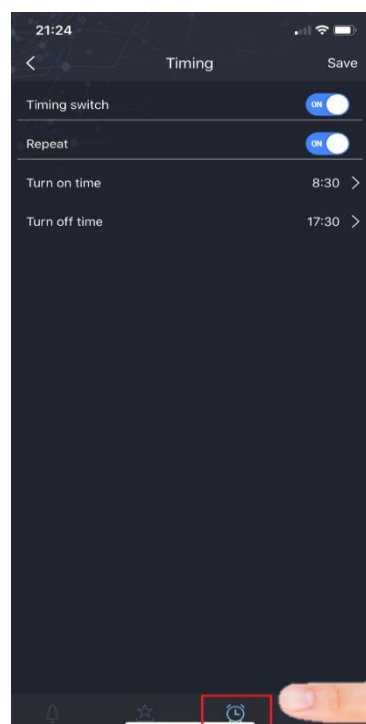 21:24
Timing Save
Timing switch ON
Repeat ON
Turn on time 8:30
Turn off time 17:30